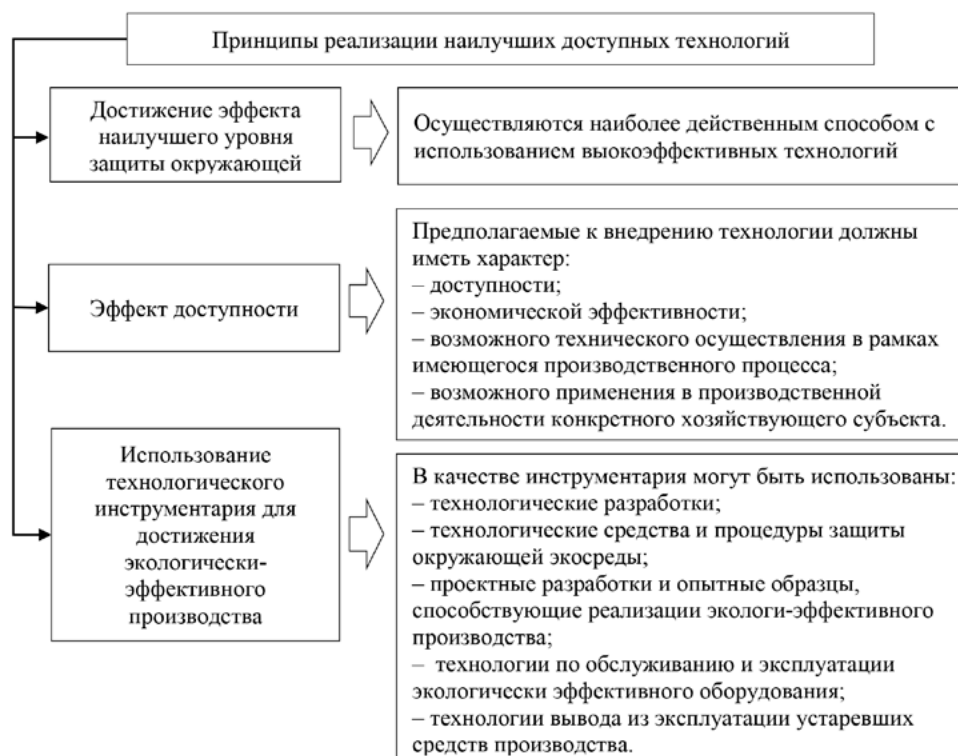 Принципы реализации наилучших доступных технологий
Достижение эффекта
наилучшего уровня
защиты окружающей
Осуществляются наиболее действенным способом с
использованием выокоэффективных технологий
Эффект доступности
Предполагаемые к внедрению технологии должны
иметь характер:
– доступности;
– экономической эффективности;
– возможного технического осуществления в рамках
имеющегося производственного процесса;
– возможного применения в производственной
деятельности конкретного хозяйствующего субъекта.
Использование
технологического
инструментария для
достижения
экологически-
эффективного
производства
В качестве инструментария могут быть использованы:
– технологические разработки;
– технологические средства и процедуры защиты
окружающей экосреды;
– проектные разработки и опытные образцы,
способствующие реализации экологи-эффективного
производства;
– технологии по обслуживанию и эксплуатации
экологически эффективного оборудования;
– технологии вывода из эксплуатации устаревших
средств производства.